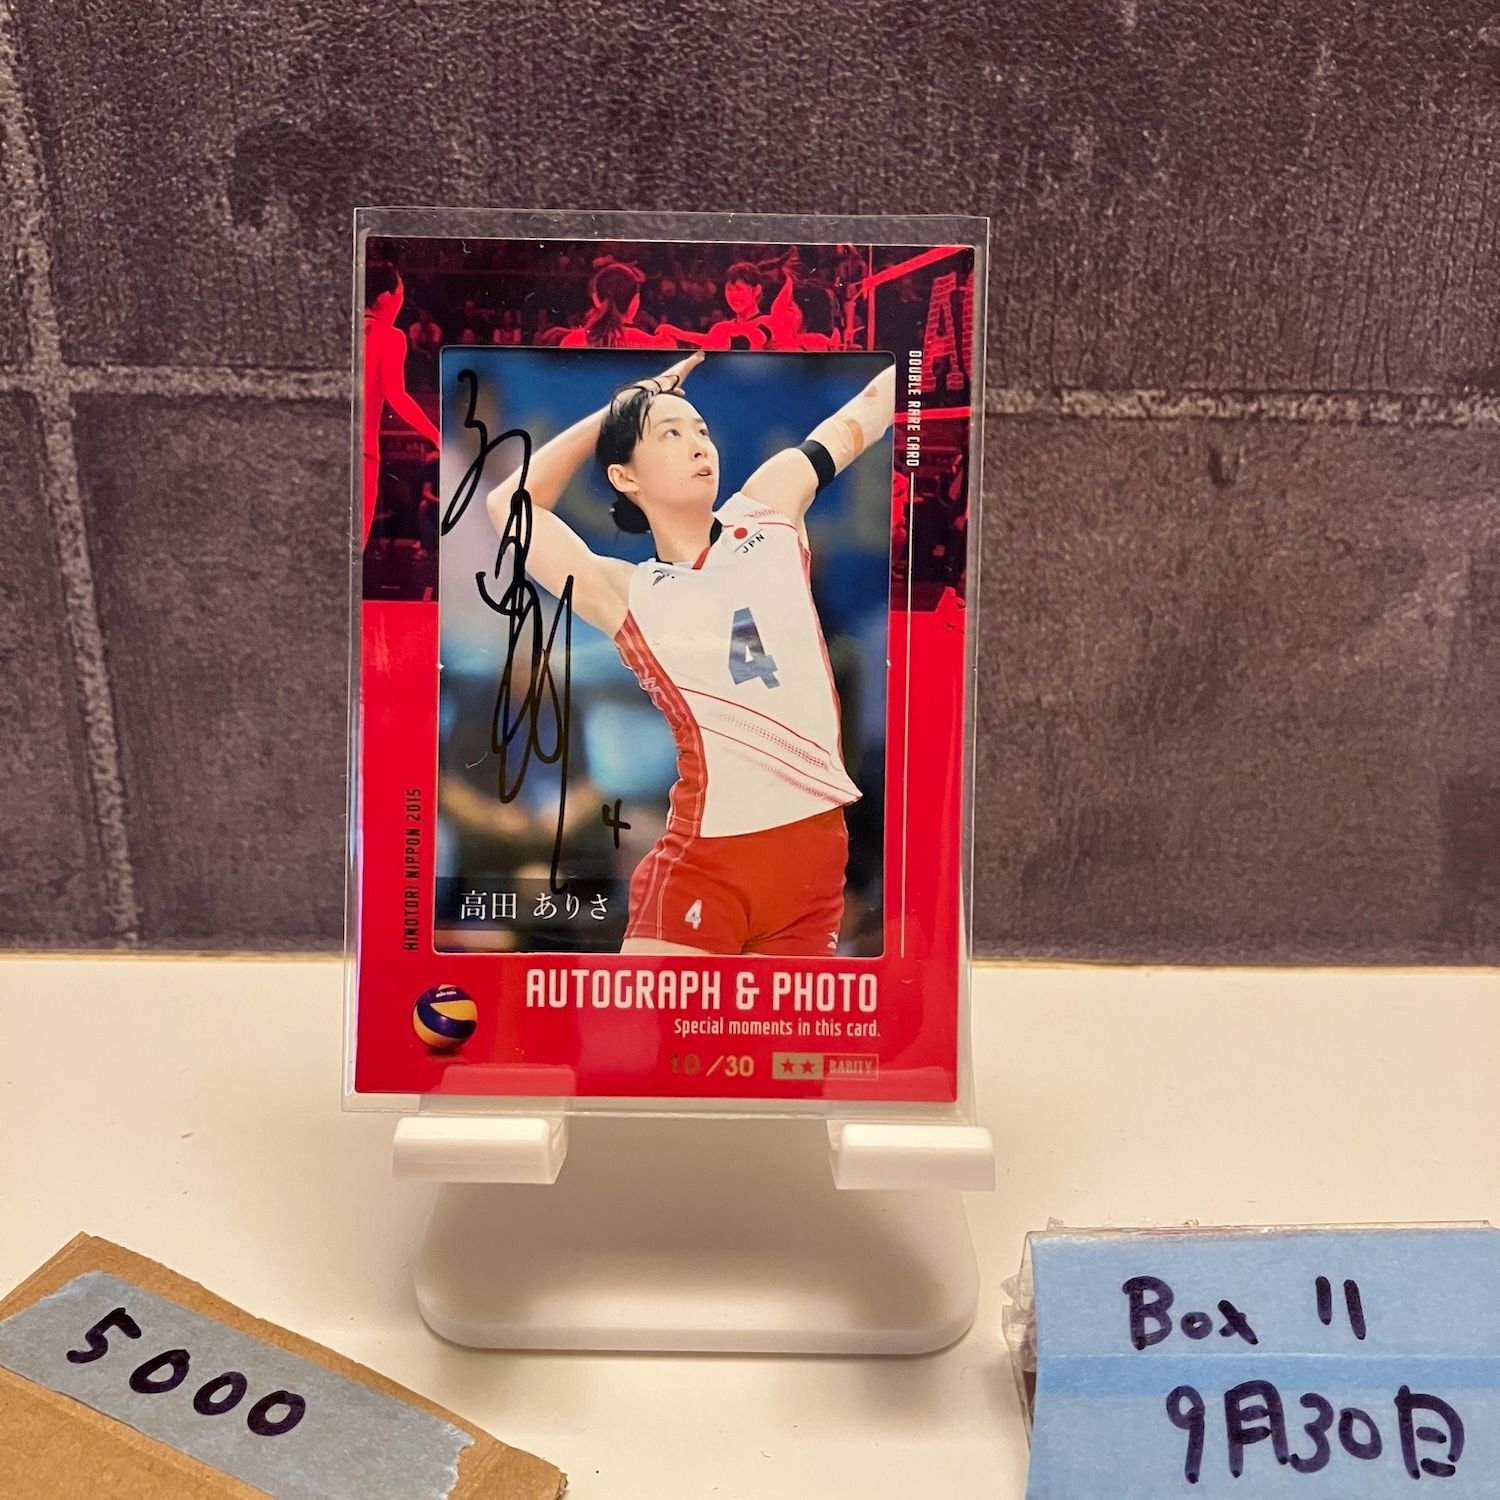 DOUBLE RARE CARD
JPN
4
4
4
高田 ありさ
HINOTORI NIPPON 2015
AUTOGRAPH & PHOTO
Special moments in this card.
10/30 ★★ RARITY
5000
Box 11
9月30日